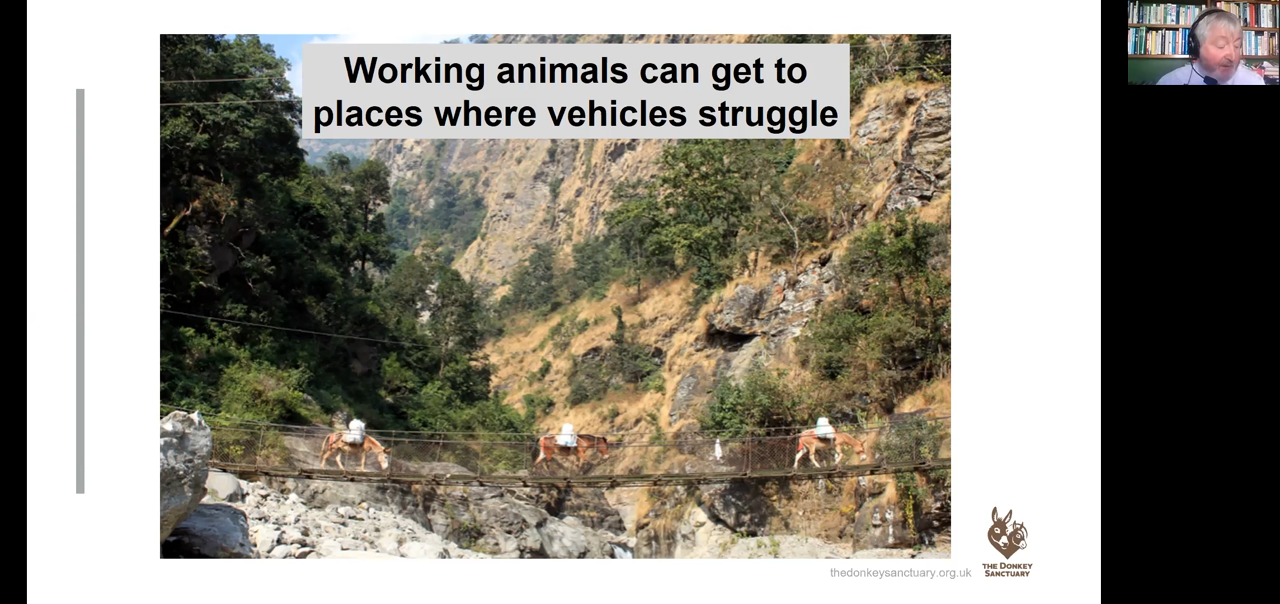 Working animals can get to
places where vehicles struggle
thedonkeysanctuary.org.uk
THE DONKEY
SANCTUARY